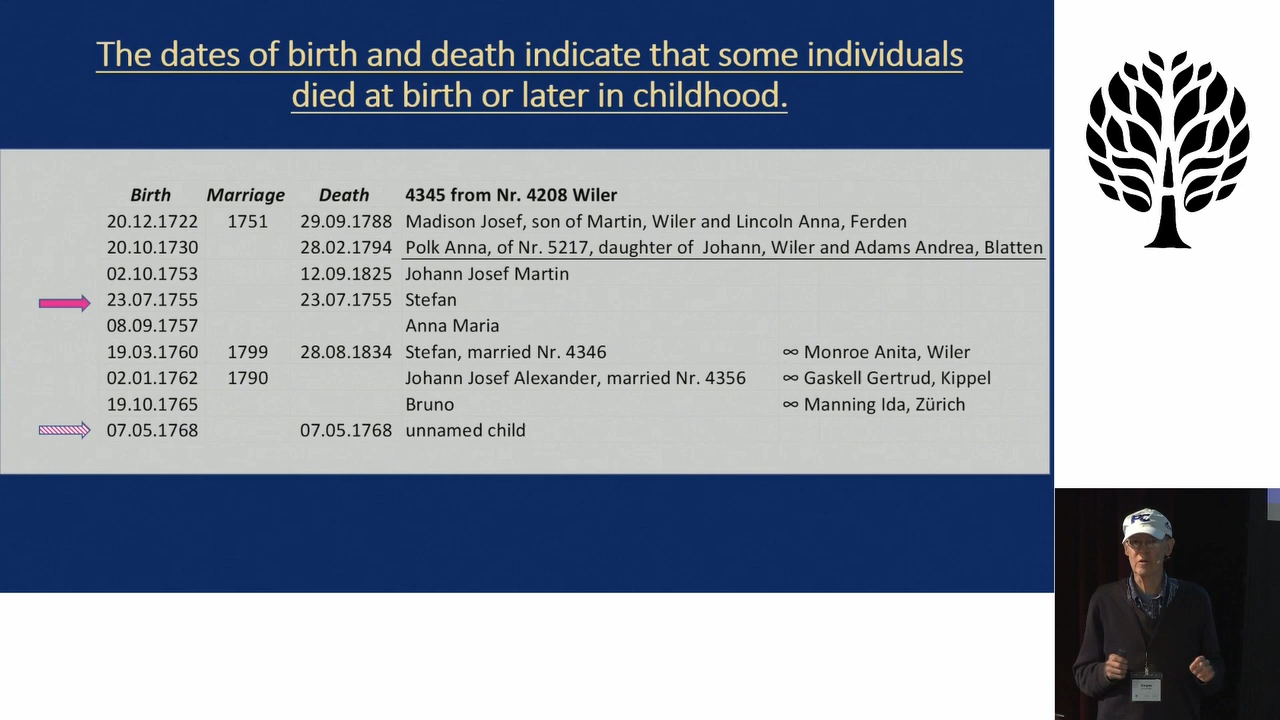 The dates of birth and death indicate that some individuals
died at birth or later in childhood.
Birth Marriage Death 4345 from Nr. 4208 Wiler
20.12.1722 1751 29.09.1788 Madison Josef, son of Martin, Wiler and Lincoln Anna, Ferden
20.10.1730 28.02.1794 Polk Anna, of Nr. 5217, daughter of Johann, Wiler and Adams Andrea, Blatten
02.10.1753 12.09.1825 Johann Josef Martin
23.07.1755 23.07.1755 Stefan
08.09.1757 Anna Maria
19.03.1760 1799 28.08.1834 Stefan, married Nr. 4346 ∞ Monroe Anita, Wiler
02.01.1762 1790 Johann Josef Alexander, married Nr. 4356 ∞ Gaskell Gertrud, Kippel
19.10.1765 Bruno ∞ Manning Ida, Zürich
07.05.1768 07.05.1768 unnamed child